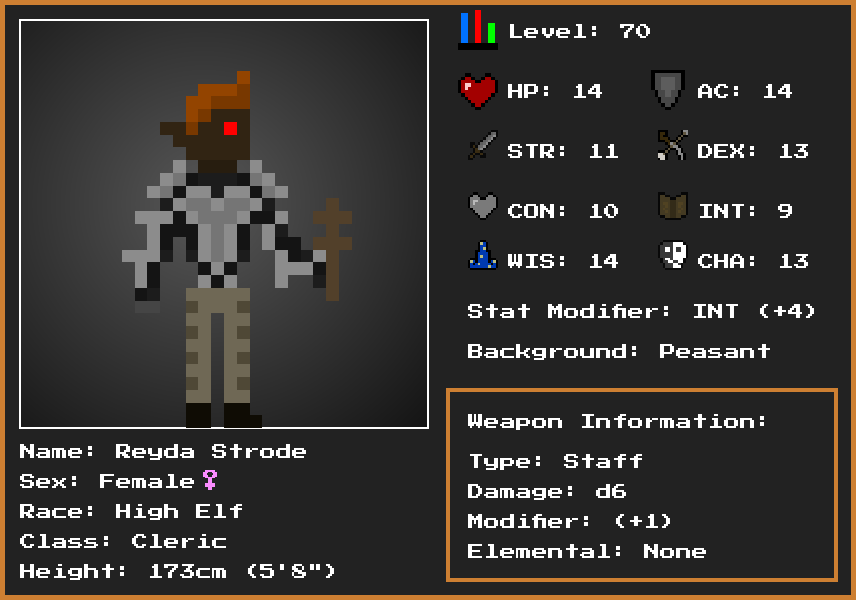 Level: 70
HP: 14 AC: 14
STR: 11 DEX: 13
CON: 10 INT: 9
WIS: 14 CHA: 13
Stat Modifier: INT (+4)
Background: Peasant
Name: Reyda Strode
Sex: Female♀
Race: High Elf
Class: Cleric
Height: 173cm (5'8")
Weapon Information:
Type: Staff
Damage: d6
Modifier: (+1)
Elemental: None